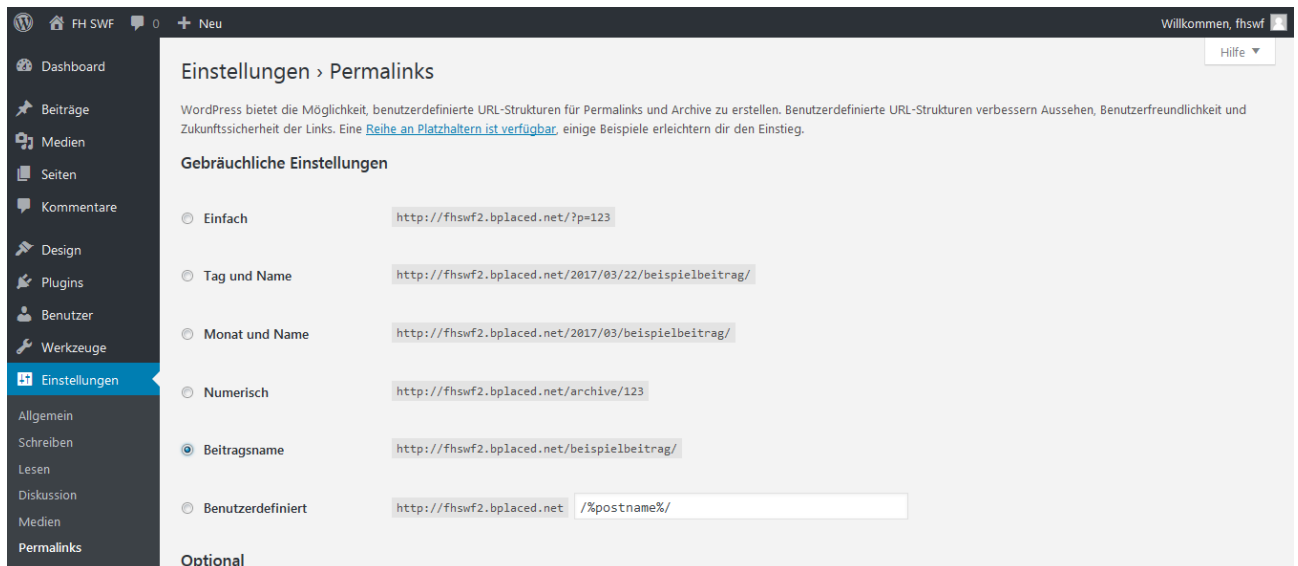 FH SWF 0 + Neu Willkommen, fhswf
Hilfe ▼
Dashboard
Beiträge
Medien
Seiten
Kommentare
Design
Plugins
Benutzer
Werkzeuge
Einstellungen
Allgemein
Schreiben
Lesen
Diskussion
Medien
Permalinks
Einstellungen › Permalinks
WordPress bietet die Möglichkeit, benutzerdefinierte URL-Strukturen für Permalinks und Archive zu erstellen. Benutzerdefinierte URL-Strukturen verbessern Aussehen, Benutzerfreundlichkeit und
Zukunftssicherheit der Links. Eine Reihe an Platzhaltern ist verfügbar, einige Beispiele erleichtern dir den Einstieg.
Gebräuchliche Einstellungen
Einfach http://fhswf2.bplaced.net/?p=123
Tag und Name http://fhswf2.bplaced.net/2017/03/22/beispielbeitrag/
Monat und Name http://fhswf2.bplaced.net/2017/03/beispielbeitrag/
Numerisch http://fhswf2.bplaced.net/archive/123
Beitragsname http://fhswf2.bplaced.net/beispielbeitrag/
Benutzerdefiniert http://fhswf2.bplaced.net /%postname%/
Optional